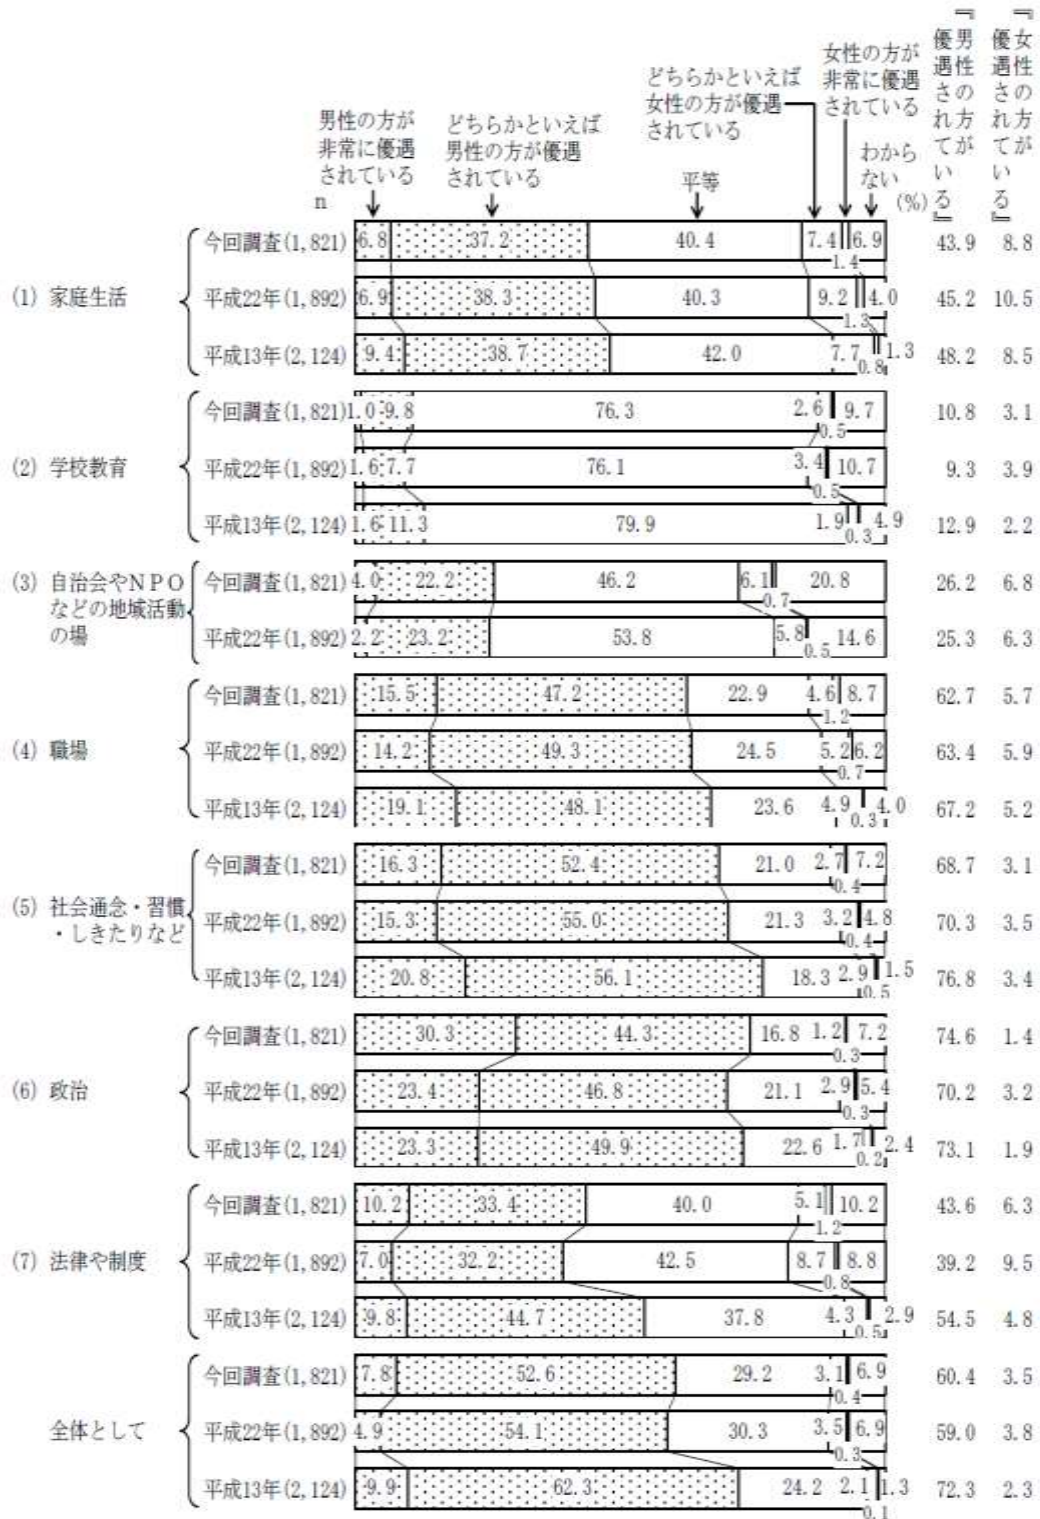 『男性の方が
優遇されている』
『女性の方が
優遇されている』
女性の方が
非常に優遇
されている
どちらかといえば
女性の方が優遇
されている
男性の方が
非常に優遇
されている
どちらかといえば
男性の方が優遇
されている
平等
わから
ない
n
(%)
今回調査(1,821) 6.8 37.2 40.4 7.4 1.4 6.9 43.9 8.8
(1) 家庭生活 平成22年(1,892) 6.9 38.3 40.3 9.2 1.3 4.0 45.2 10.5
平成13年(2,124) 9.4 38.7 42.0 7.7 0.8 1.3 48.2 8.5
今回調査(1,821) 1.0 9.8 76.3 2.6 0.5 9.7 10.8 3.1
(2) 学校教育 平成22年(1,892) 1.6 7.7 76.1 3.4 0.5 10.7 9.3 3.9
平成13年(2,124) 1.6 11.3 79.9 1.9 0.3 4.9 12.9 2.2
(3) 自治会やNPO 今回調査(1,821) 4.0 22.2 46.2 6.1 0.7 20.8 26.2 6.8
などの地域活動
の場 平成22年(1,892) 2.2 23.2 53.8 5.8 0.5 14.6 25.3 6.3
今回調査(1,821) 15.5 47.2 22.9 4.6 1.2 8.7 62.7 5.7
(4) 職場 平成22年(1,892) 14.2 49.3 24.5 5.2 0.7 6.2 63.4 5.9
平成13年(2,124) 19.1 48.1 23.6 4.9 0.3 4.0 67.2 5.2
今回調査(1,821) 16.3 52.4 21.0 2.7 0.4 7.2 68.7 3.1
(5) 社会通念・習慣
・しきたりなど 平成22年(1,892) 15.3 55.0 21.3 3.2 0.4 4.8 70.3 3.5
平成13年(2,124) 20.8 56.1 18.3 2.9 0.5 1.5 76.8 3.4
今回調査(1,821) 30.3 44.3 16.8 1.2 0.3 7.2 74.6 1.4
(6) 政治 平成22年(1,892) 23.4 46.8 21.1 2.9 0.3 5.4 70.2 3.2
平成13年(2,124) 23.3 49.9 22.6 1.7 0.2 2.4 73.1 1.9
今回調査(1,821) 10.2 33.4 40.0 5.1 1.2 10.2 43.6 6.3
(7) 法律や制度 平成22年(1,892) 7.0 32.2 42.5 8.7 0.8 8.8 39.2 9.5
平成13年(2,124) 9.8 44.7 37.8 4.3 0.5 2.9 54.5 4.8
今回調査(1,821) 7.8 52.6 29.2 3.1 0.4 6.9 60.4 3.5
全体として 平成22年(1,892) 4.9 54.1 30.3 3.5 0.3 6.9 59.0 3.8
平成13年(2,124) 9.9 62.3 24.2 2.1 0.1 1.3 72.3 2.3